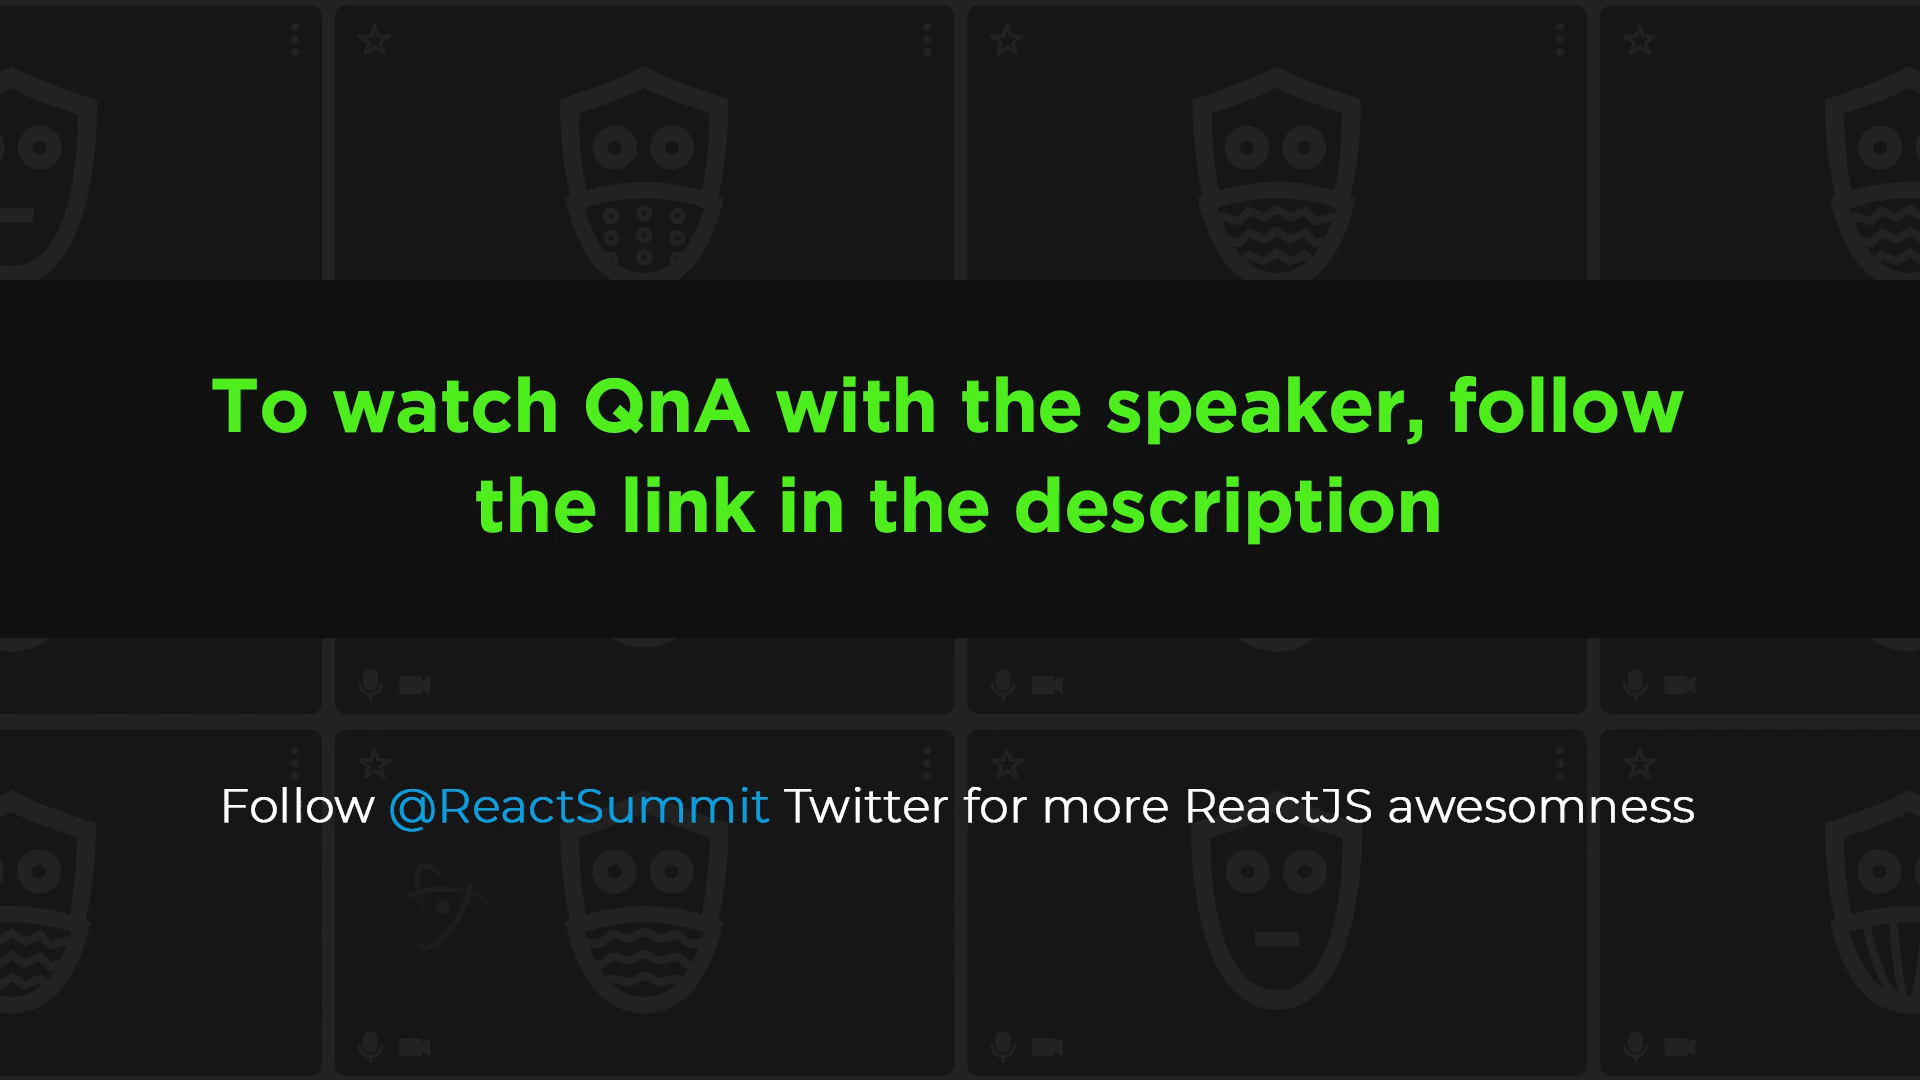 To watch QnA with the speaker, follow
the link in the description
Follow @ReactSummit Twitter for more ReactJS awesomness